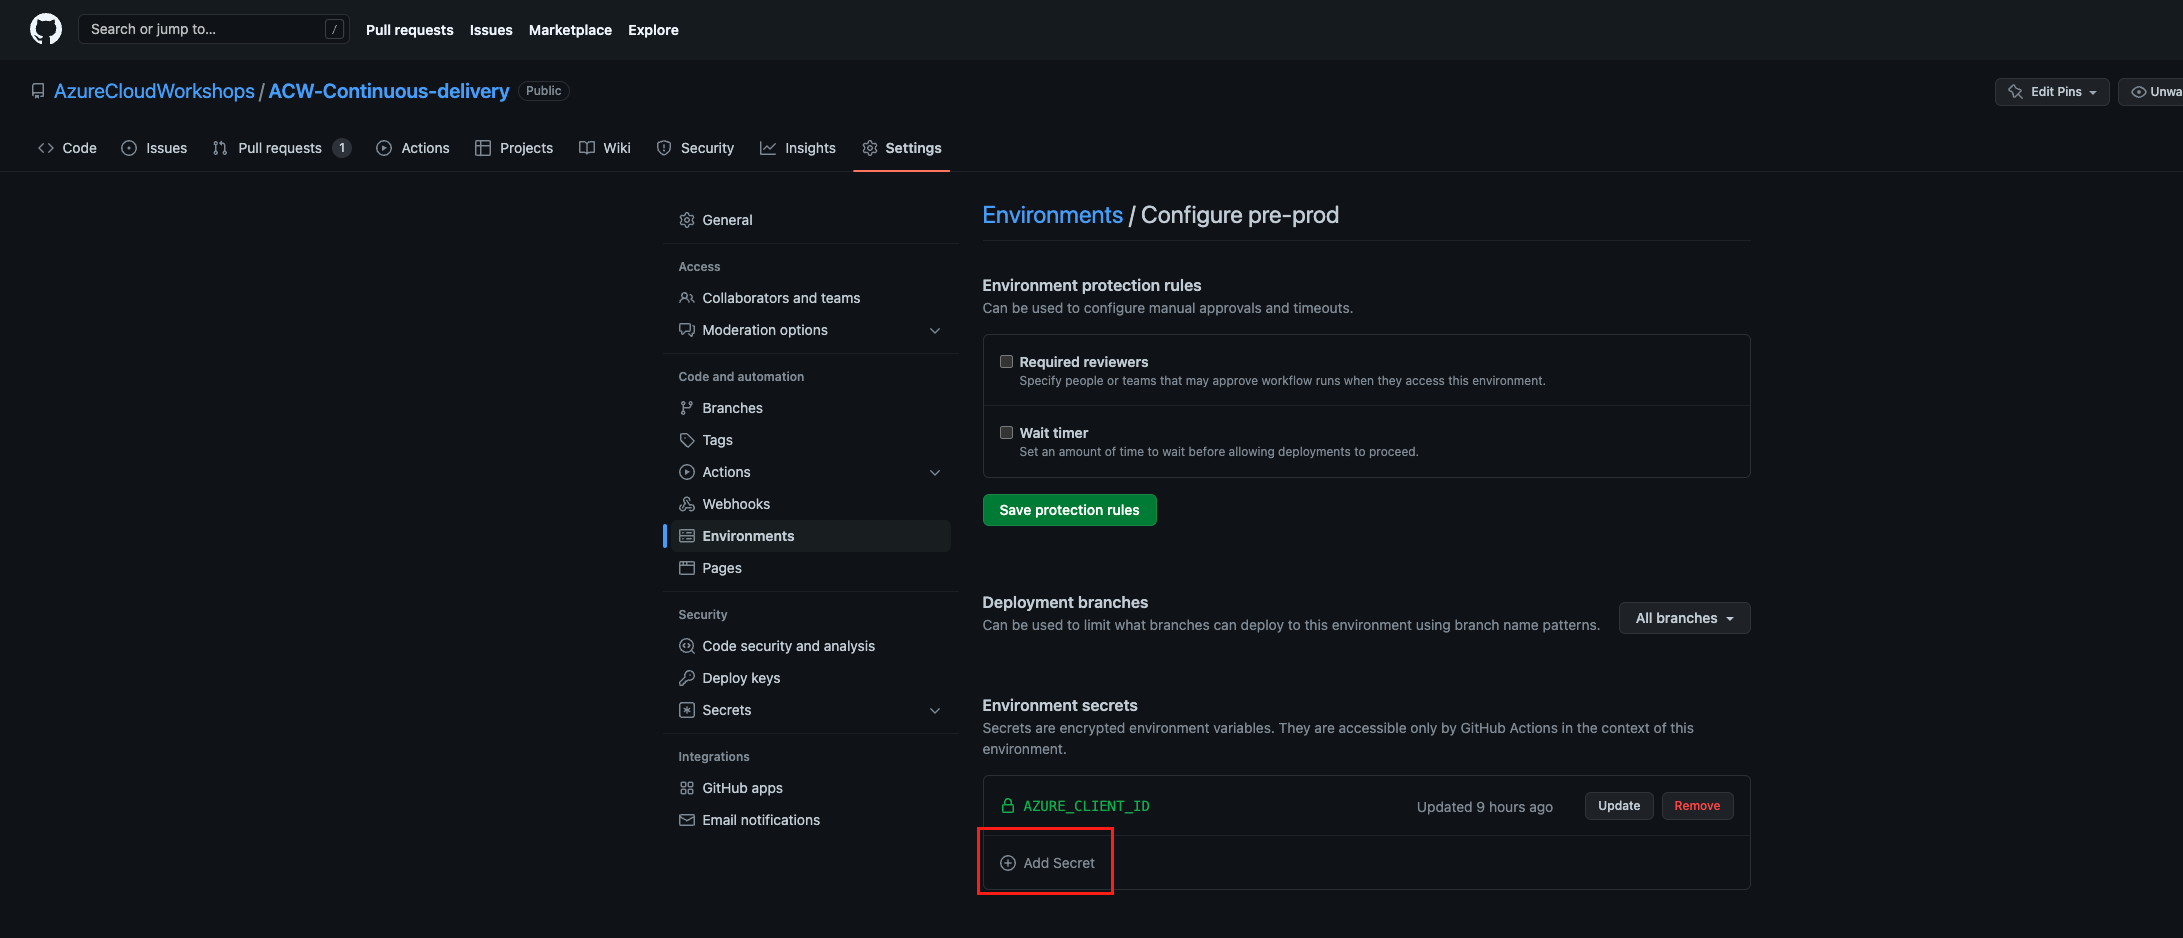 Search or jump to... /
Pull requests Issues Marketplace Explore
AzureCloudWorkshops / ACW-Continuous-delivery Public
Edit Pins
Code Issues Pull requests 1 Actions Projects Wiki Security Insights Settings
General
Access
Collaborators and teams
Moderation options
Code and automation
Branches
Tags
Actions
Webhooks
Environments
Pages
Security
Code security and analysis
Deploy keys
Secrets
Integrations
GitHub apps
Email notifications
Environments / Configure pre-prod
Environment protection rules
Can be used to configure manual approvals and timeouts.
Required reviewers
Specify people or teams that may approve workflow runs when they access this environment.
Wait timer
Set an amount of time to wait before allowing deployments to proceed.
Save protection rules
Deployment branches
Can be used to limit what branches can deploy to this environment using branch name patterns.
All branches
Environment secrets
Secrets are encrypted environment variables. They are accessible only by GitHub Actions in the context of this
environment.
AZURE_CLIENT_ID Updated 9 hours ago Update Remove
Add Secret